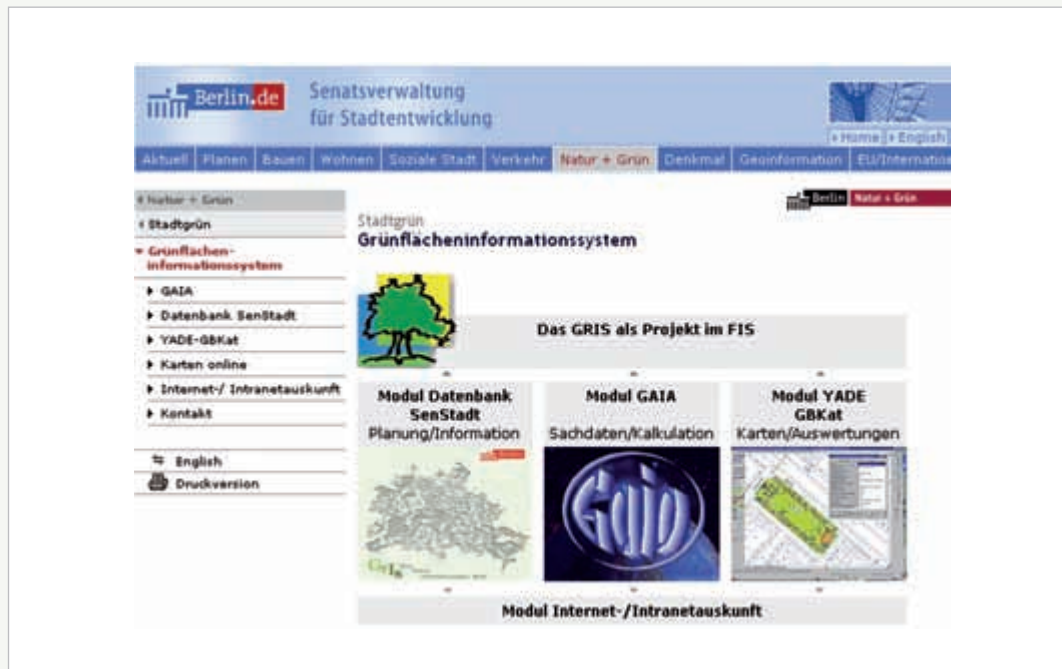 Berlin.de
Senatsverwaltung
für Stadtentwicklung
Home English
Aktuell Planen Bauen Wohnen Soziale Stadt Verkehr Natur + Grün Denkmal Geoinformation EU/Internation
Natur + Grün
Stadtgrün
Grünflächen-
informationssystem
GAIA
Datenbank SenStadt
YADE-GBKat
Karten online
Internet-/ Intranetauskunft
Kontakt
English
Druckversion
Berlin Natur + Grün
Stadtgrün
Grünflächeninformationssystem
Das GRIS als Projekt im FIS
Modul Datenbank
SenStadt
Planung/Information
Modul GAIA
Sachdaten/Kalkulation
Modul YADE
GBKat
Karten/Auswertungen
Gaia
Modul Internet-/Intranetauskunft